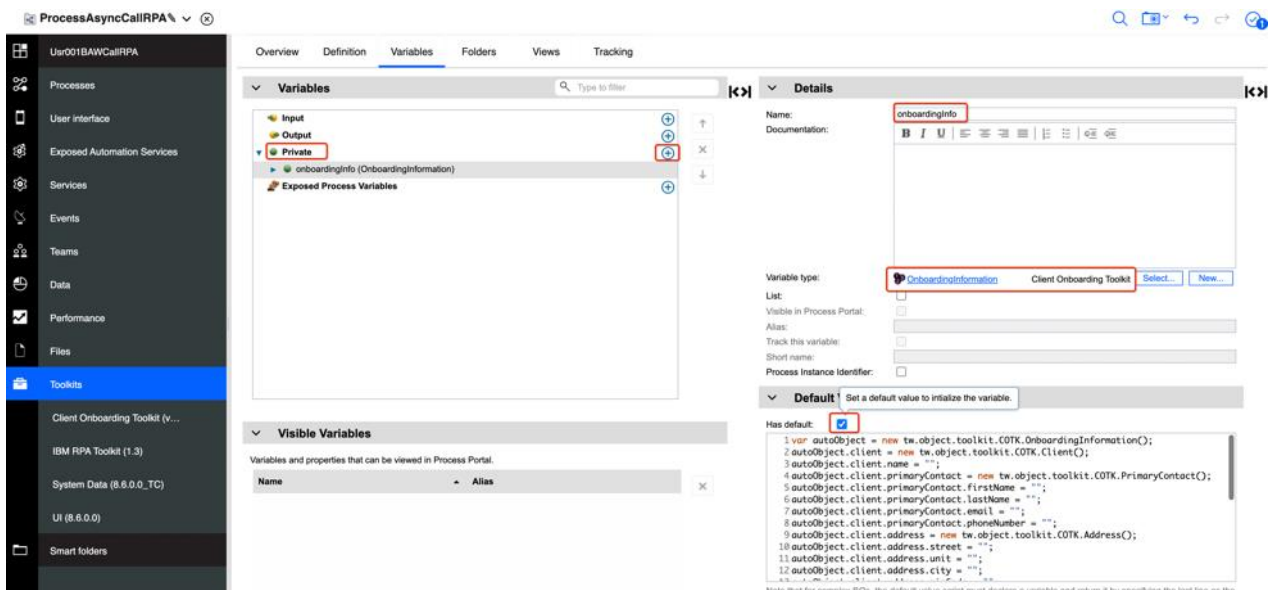 ProcessAsyncCallRPA
Usr001BAWCallRPA
Processes
User interface
Exposed Automation Services
Services
Events
Teams
Data
Performance
Files
Toolkits
Client Onboarding Toolkit (v...
IBM RPA Toolkit (1.3)
System Data (8.6.0.0_TC)
UI (8.6.0.0)
Smart folders
Overview Definition Variables Folders Views Tracking
Variables
Type to filter
Input
Output
Private
onboardingInfo (OnboardingInformation)
Exposed Process Variables
Visible Variables
Variables and properties that can be viewed in Process Portal.
Name Alias
Details
Name: onboardingInfo
Documentation:
B I U
Variable type: OnboardingInformation Client Onboarding Toolkit Select... New...
List:
Visible in Process Portal:
Alias:
Track this variable:
Short name:
Process Instance Identifier:
Default
Set a default value to intialize the variable.
Has default:
1 var autoObject = new tw.object.toolkit.COTK.OnboardingInformation();
2 autoObject.client = new tw.object.toolkit.COTK.Client();
3 autoObject.client.name = "";
4 autoObject.client.primaryContact = new tw.object.toolkit.COTK.PrimaryContact();
5 autoObject.client.primaryContact.firstName = "";
6 autoObject.client.primaryContact.lastName = "";
7 autoObject.client.primaryContact.email = "";
8 autoObject.client.primaryContact.phoneNumber = "";
9 autoObject.client.address = new tw.object.toolkit.COTK.Address();
10 autoObject.client.address.street = "";
11 autoObject.client.address.unit = "";
12 autoObject.client.address.city = "";